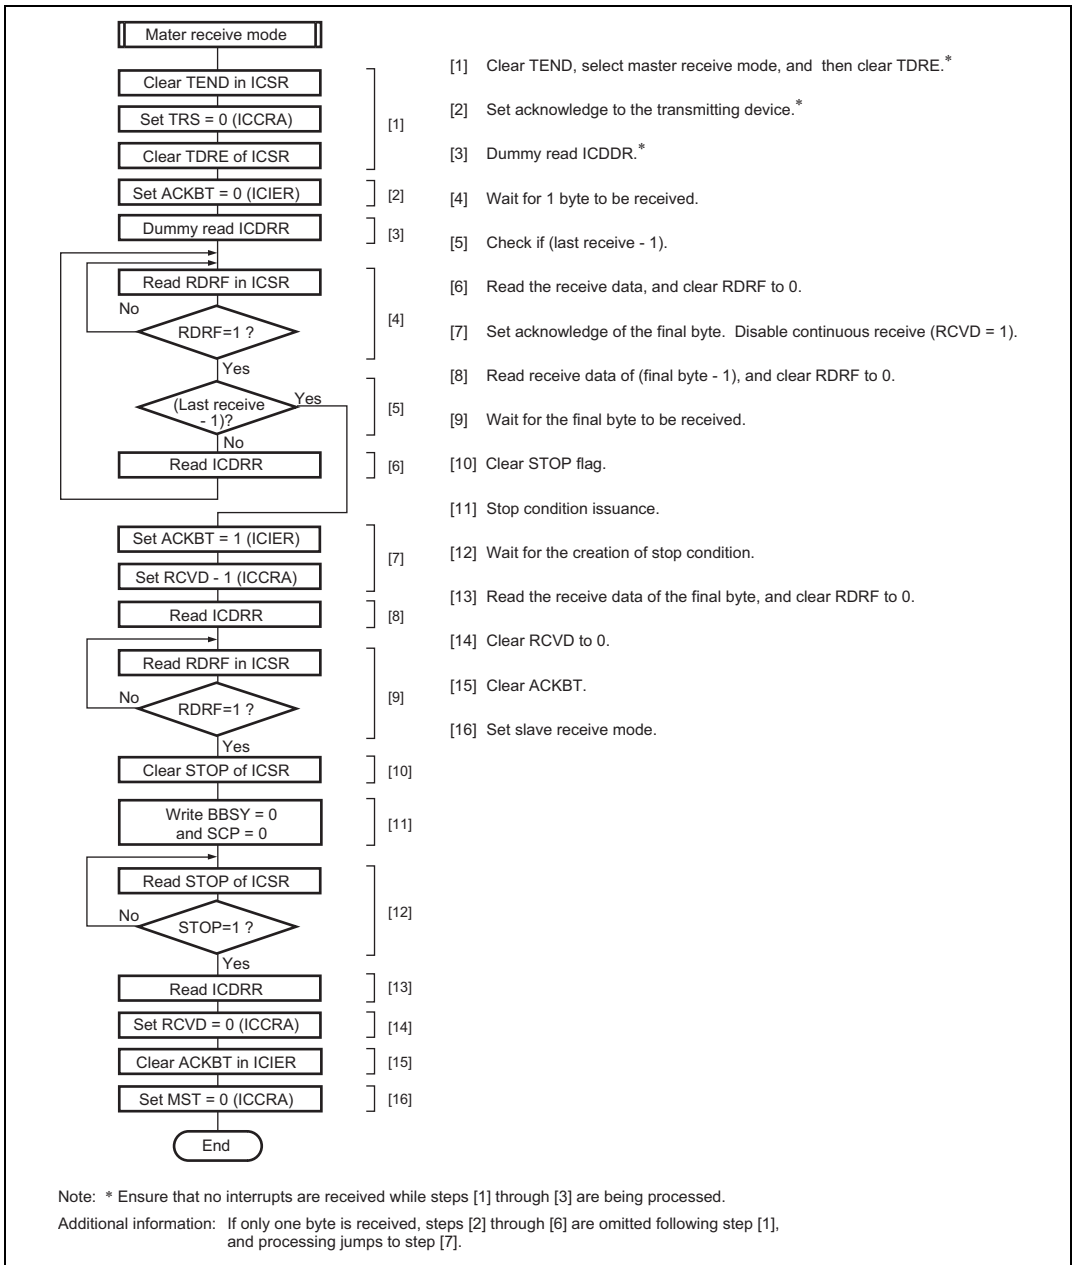 Mater receive mode
Clear TEND in ICSR
Set TRS = 0 (ICCRA)
Clear TDRE of ICSR
[1]
Set ACKBT = 0 (ICIER)
[2]
Dummy read ICDRR
[3]
Read RDRF in ICSR
No
RDRF=1 ?
[4]
Yes
(Last receive
- 1)?
Yes
[5]
No
Read ICDRR
[6]
Set ACKBT = 1 (ICIER)
Set RCVD - 1 (ICCRA)
[7]
Read ICDRR
[8]
Read RDRF in ICSR
No
RDRF=1 ?
[9]
Yes
Clear STOP of ICSR
[10]
Write BBSY = 0
and SCP = 0
[11]
Read STOP of ICSR
No
STOP=1 ?
[12]
Yes
Read ICDRR
[13]
Set RCVD = 0 (ICCRA)
[14]
Clear ACKBT in ICIER
[15]
Set MST = 0 (ICCRA)
[16]
End
[1] Clear TEND, select master receive mode, and then clear TDRE.*
[2] Set acknowledge to the transmitting device.*
[3] Dummy read ICDDR.*
[4] Wait for 1 byte to be received.
[5] Check if (last receive - 1).
[6] Read the receive data, and clear RDRF to 0.
[7] Set acknowledge of the final byte. Disable continuous receive (RCVD = 1).
[8] Read receive data of (final byte - 1), and clear RDRF to 0.
[9] Wait for the final byte to be received.
[10] Clear STOP flag.
[11] Stop condition issuance.
[12] Wait for the creation of stop condition.
[13] Read the receive data of the final byte, and clear RDRF to 0.
[14] Clear RCVD to 0.
[15] Clear ACKBT.
[16] Set slave receive mode.
Note: * Ensure that no interrupts are received while steps [1] through [3] are being processed.
Additional information: If only one byte is received, steps [2] through [6] are omitted following step [1],
and processing jumps to step [7].